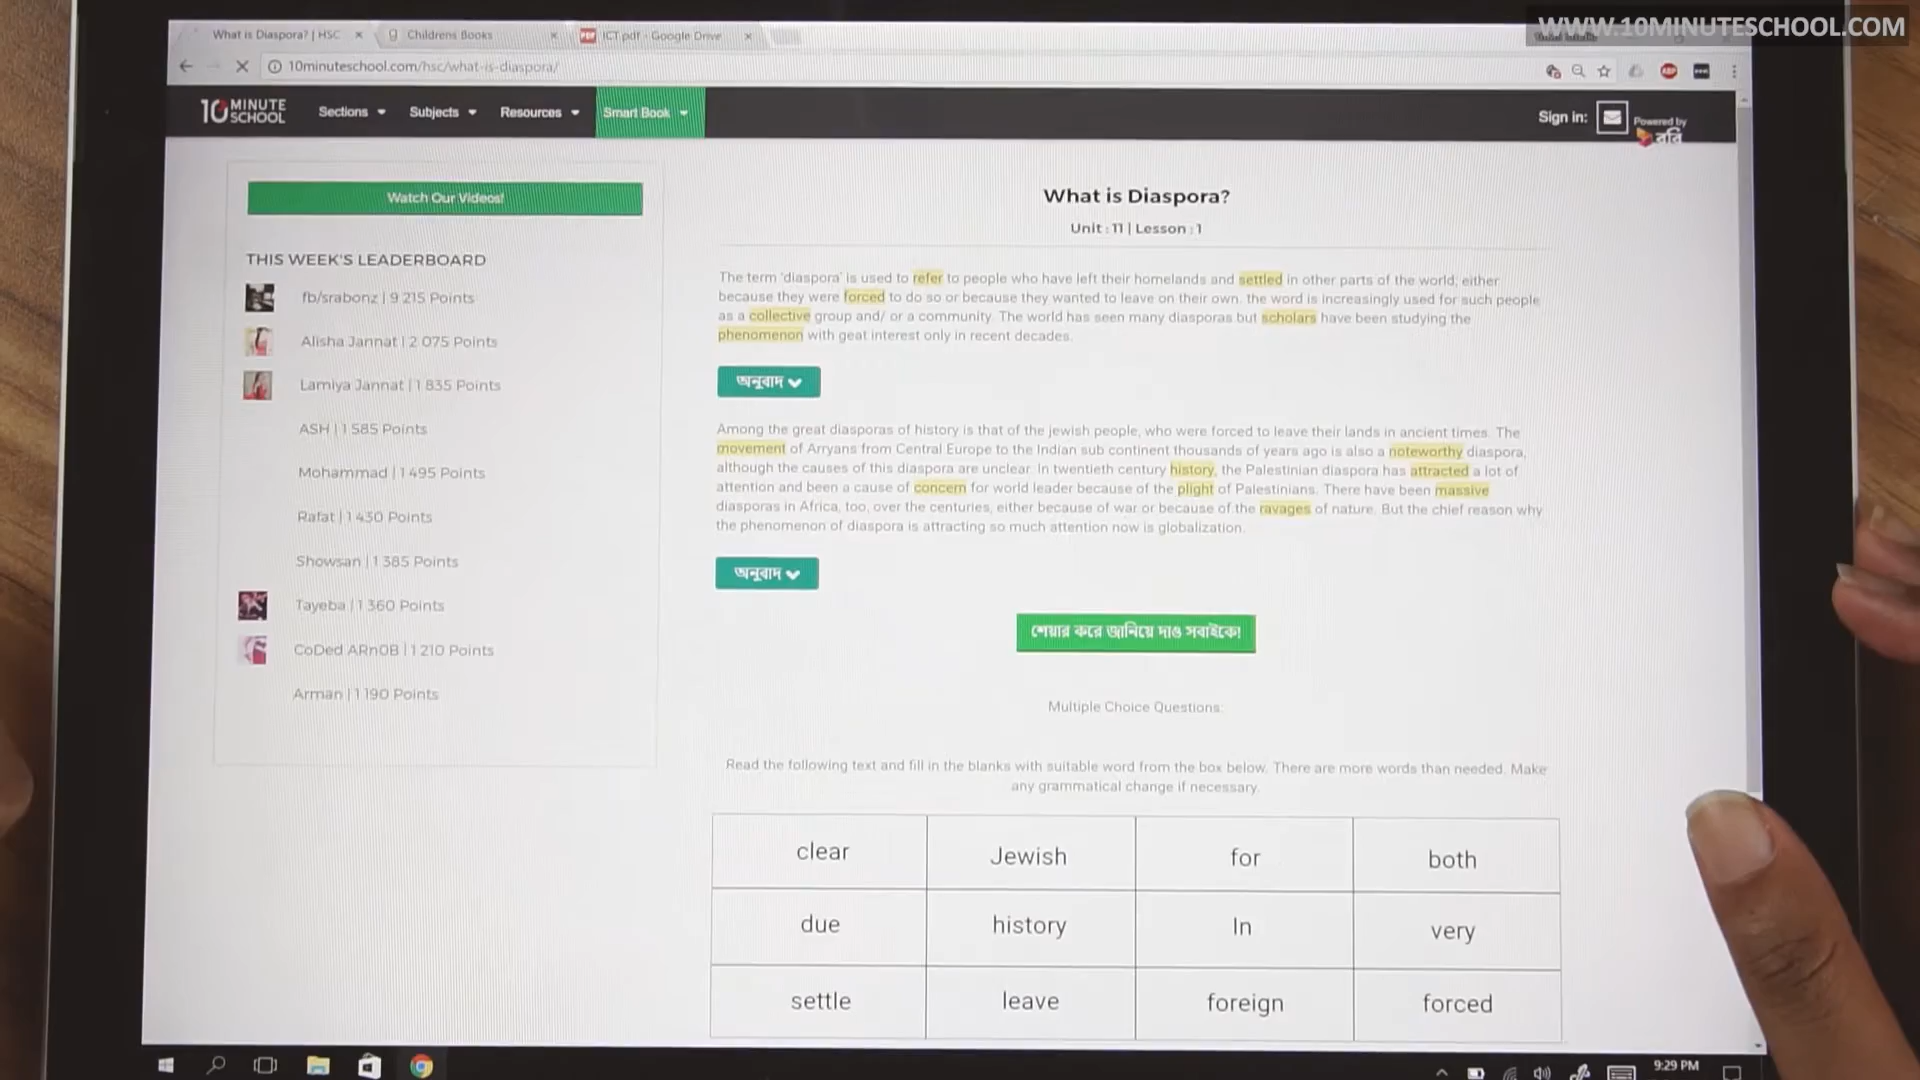 WWW.10MINUTESCHOOL.COM
What is Diaspora? | HSC
Childrens Books
ICT.pdf - Google Drive
10minuteschool.com/hsc/what-is-diaspora/
10 MINUTE SCHOOL
Sections
Subjects
Resources
Smart Book
Sign in:
Powered by
রবি
Watch Our Videos!
THIS WEEK'S LEADERBOARD
fb/srabonz | 9 215 Points
Alisha Jannat | 2 075 Points
Lamiya Jannat | 1 835 Points
ASH | 1 585 Points
Mohammad | 1 495 Points
Rafat | 1 430 Points
Showsan | 1 385 Points
Tayeba | 1 360 Points
CoDed ARnOB | 1 210 Points
Arman | 1 190 Points
What is Diaspora?
Unit : 11 | Lesson : 1
The term 'diaspora' is used to refer to people who have left their homelands and settled in other parts of the world, either
because they were forced to do so or because they wanted to leave on their own. the word is increasingly used for such people
as a collective group and/ or a community. The world has seen many diasporas but scholars have been studying the
phenomenon with geat interest only in recent decades.
অনুবাদ
Among the great diasporas of history is that of the jewish people, who were forced to leave their lands in ancient times. The
movement of Arryans from Central Europe to the Indian sub continent thousands of years ago is also a noteworthy diaspora,
although the causes of this diaspora are unclear. In twentieth century history, the Palestinian diaspora has attracted a lot of
attention and been a cause of concern for world leader because of the plight of Palestinians. There have been massive
diasporas in Africa, too, over the centuries, either because of war or because of the ravages of nature. But the chief reason why
the phenomenon of diaspora is attracting so much attention now is globalization.
অনুবাদ
শেয়ার করে জানিয়ে দাও সবাইকে!
Multiple Choice Questions:
Read the following text and fill in the blanks with suitable word from the box below. There are more words than needed. Make
any grammatical change if necessary.
clear Jewish for both
due history In very
settle leave foreign forced
9:29 PM